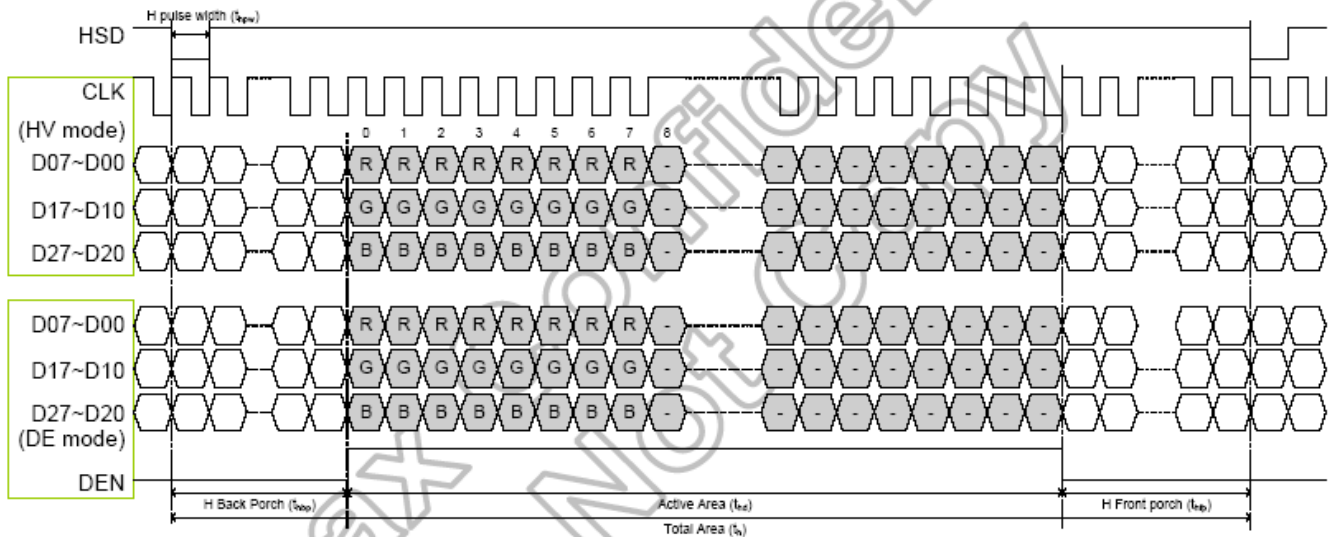 H pulse width (thpw)
HSD
CLK
(HV mode)
0 1 2 3 4 5 6 7 8
D07~D00 R R R R R R R R - - - - - - - - -
D17~D10 G G G G G G G G - - - - - - - - -
D27~D20 B B B B B B B B - - - - - - - - -
D07~D00 R R R R R R R R - - - - - - - - -
D17~D10 G G G G G G G G - - - - - - - - -
D27~D20 B B B B B B B B - - - - - - - - -
(DE mode)
DEN
H Back Porch (thbp) Active Area (thd) H Front porch (thfp)
Total Area (th)
Not Copy